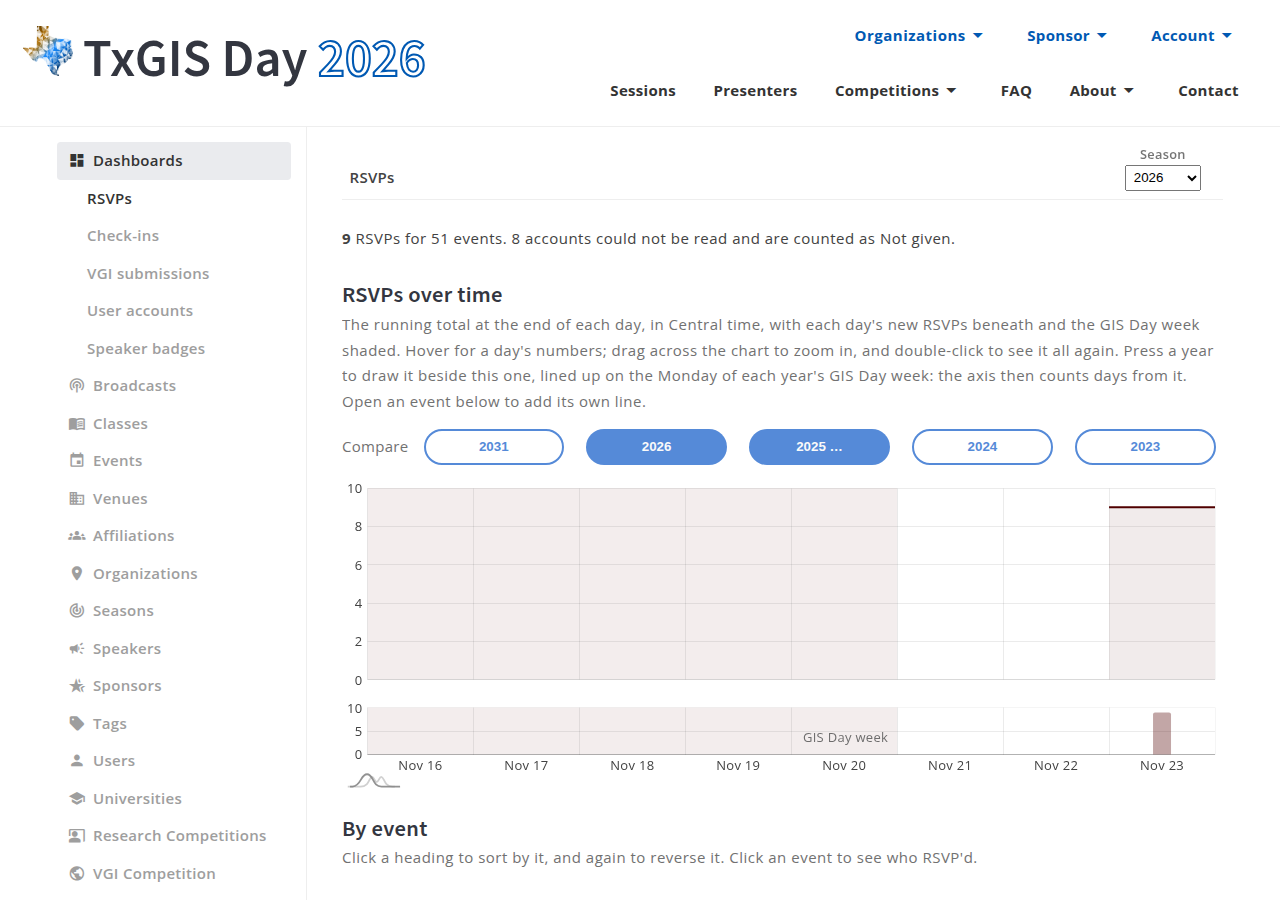 TxGIS Day 2026
Organizations
Sponsor
Account
Sessions
Presenters
Competitions
FAQ
About
Contact
Dashboards
RSVPs
Check-ins
VGI submissions
User accounts
Speaker badges
Broadcasts
Classes
Events
Venues
Affiliations
Organizations
Seasons
Speakers
Sponsors
Tags
Users
Universities
Research Competitions
VGI Competition
RSVPs
Season
2026
9 RSVPs for 51 events. 8 accounts could not be read and are counted as Not given.
RSVPs over time
The running total at the end of each day, in Central time, with each day's new RSVPs beneath and the GIS Day week
shaded. Hover for a day's numbers; drag across the chart to zoom in, and double-click to see it all again. Press a year
to draw it beside this one, lined up on the Monday of each year's GIS Day week: the axis then counts days from it.
Open an event below to add its own line.
Compare
2031
2026
2025 ...
2024
2023
10
8
6
4
2
0
10
5
0
GIS Day week
Nov 16
Nov 17
Nov 18
Nov 19
Nov 20
Nov 21
Nov 22
Nov 23
By event
Click a heading to sort by it, and again to reverse it. Click an event to see who RSVP'd.